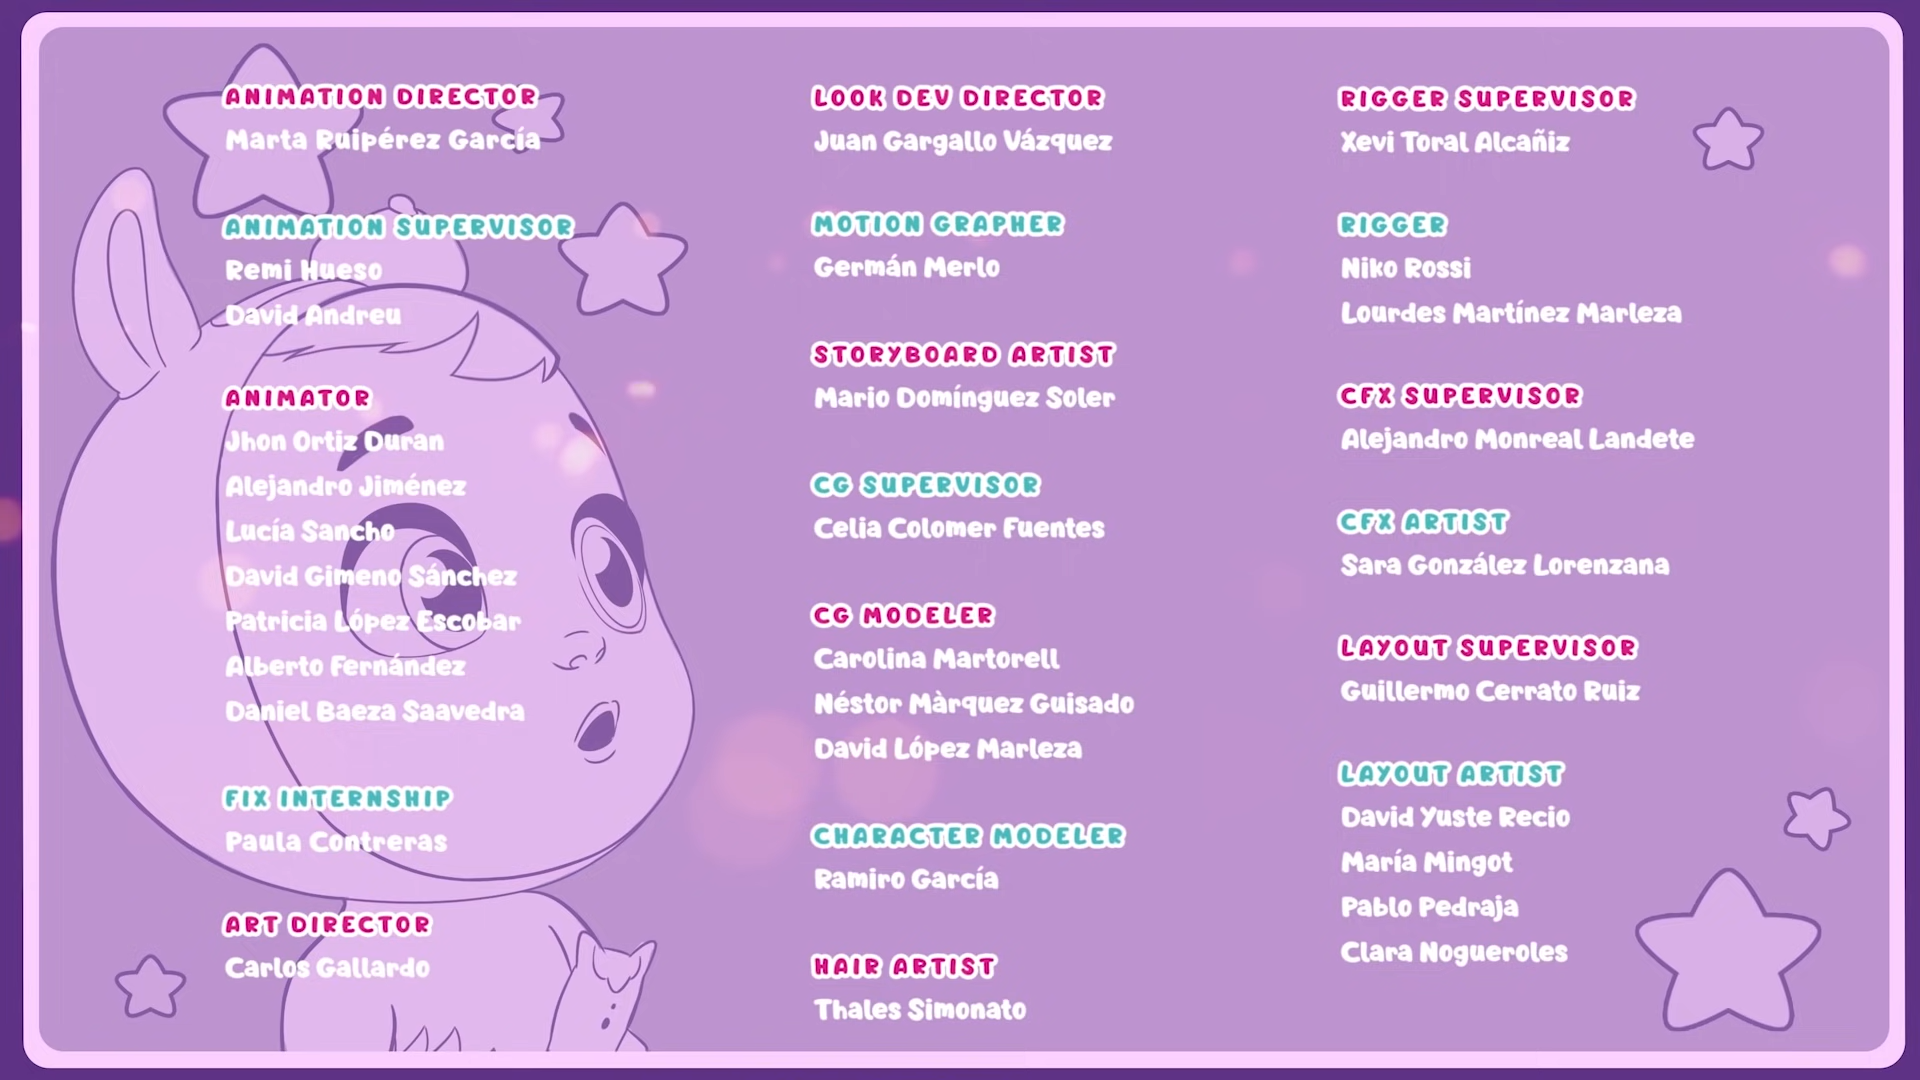 ANIMATION DIRECTOR
Marta Ruipérez García
ANIMATION SUPERVISOR
Remi Hueso
David Andreu
ANIMATOR
Jhon Ortiz Duran
Alejandro Jiménez
Lucía Sancho
David Gimeno Sánchez
Patricia López Escobar
Alberto Fernández
Daniel Baeza Saavedra
FIX INTERNSHIP
Paula Contreras
ART DIRECTOR
Carlos Gallardo
LOOK DEV DIRECTOR
Juan Gargallo Vázquez
MOTION GRAPHER
Germán Merlo
STORYBOARD ARTIST
Mario Domínguez Soler
CG SUPERVISOR
Celia Colomer Fuentes
CG MODELER
Carolina Martorell
Néstor Màrquez Guisado
David López Marleza
CHARACTER MODELER
Ramiro García
HAIR ARTIST
Thales Simonato
RIGGER SUPERVISOR
Xevi Toral Alcañiz
RIGGER
Niko Rossi
Lourdes Martínez Marleza
CFX SUPERVISOR
Alejandro Monreal Landete
CFX ARTIST
Sara González Lorenzana
LAYOUT SUPERVISOR
Guillermo Cerrato Ruiz
LAYOUT ARTIST
David Yuste Recio
María Mingot
Pablo Pedraja
Clara Nogueroles